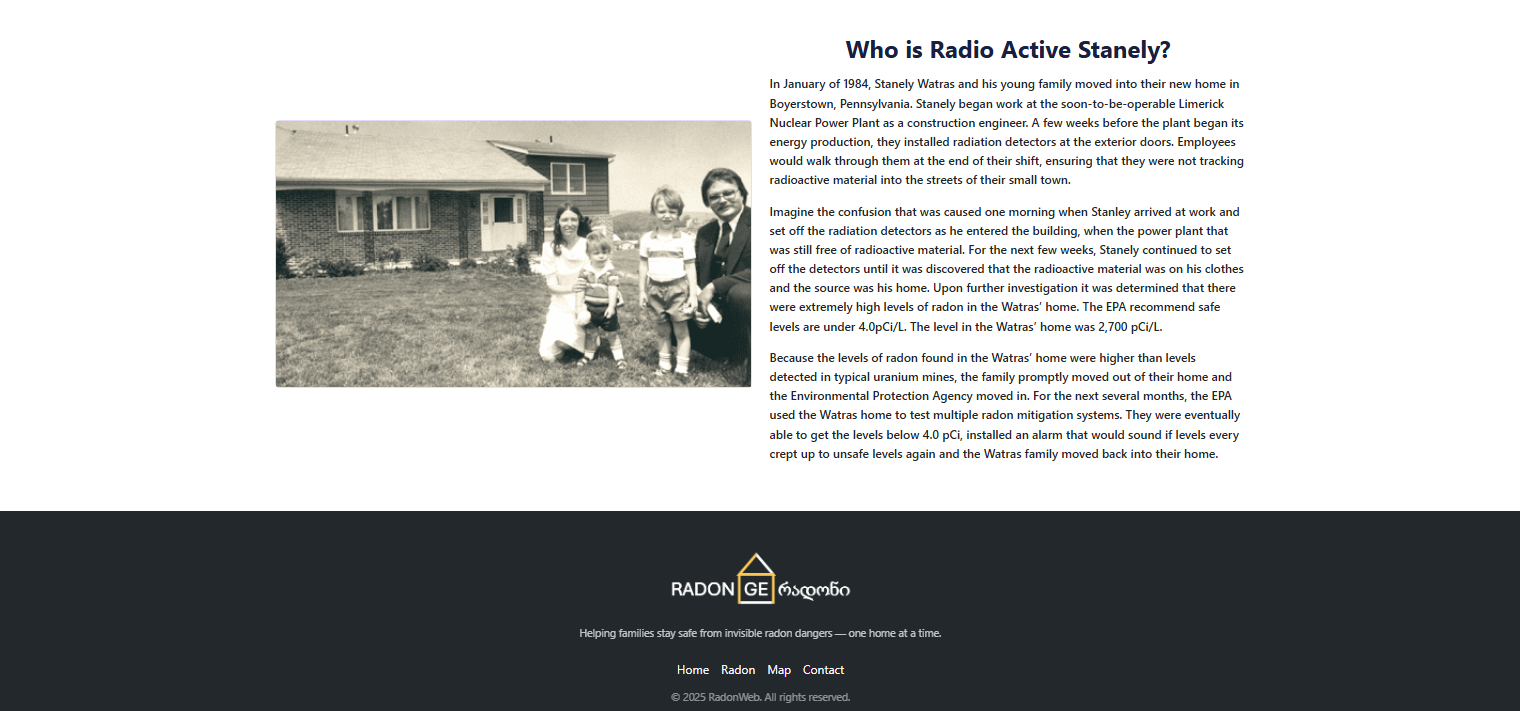 Who is Radio Active Stanely?
In January of 1984, Stanely Watras and his young family moved into their new home in
Boyerstown, Pennsylvania. Stanely began work at the soon-to-be-operable Limerick
Nuclear Power Plant as a construction engineer. A few weeks before the plant began its
energy production, they installed radiation detectors at the exterior doors. Employees
would walk through them at the end of their shift, ensuring that they were not tracking
radioactive material into the streets of their small town.
Imagine the confusion that was caused one morning when Stanley arrived at work and
set off the radiation detectors as he entered the building, when the power plant that
was still free of radioactive material. For the next few weeks, Stanely continued to set
off the detectors until it was discovered that the radioactive material was on his clothes
and the source was his home. Upon further investigation it was determined that there
were extremely high levels of radon in the Watras’ home. The EPA recommend safe
levels are under 4.0pCi/L. The level in the Watras’ home was 2,700 pCi/L.
Because the levels of radon found in the Watras’ home were higher than levels
detected in typical uranium mines, the family promptly moved out of their home and
the Environmental Protection Agency moved in. For the next several months, the EPA
used the Watras home to test multiple radon mitigation systems. They were eventually
able to get the levels below 4.0 pCi, installed an alarm that would sound if levels every
crept up to unsafe levels again and the Watras family moved back into their home.
RADON GE რადონი
Helping families stay safe from invisible radon dangers — one home at a time.
Home Radon Map Contact
© 2025 RadonWeb. All rights reserved.